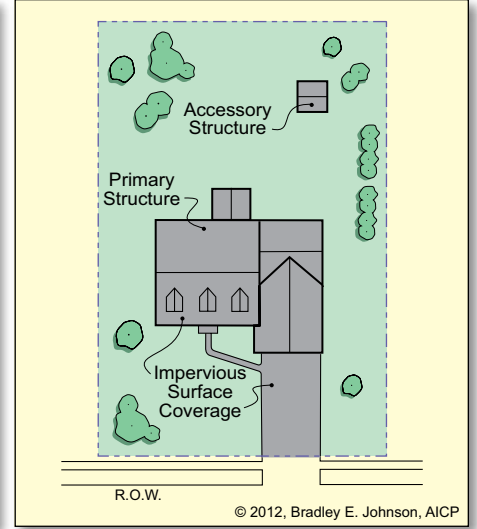 Accessory
Structure
Primary
Structure
Impervious
Surface
Coverage
R.O.W.
© 2012, Bradley E. Johnson, AICP